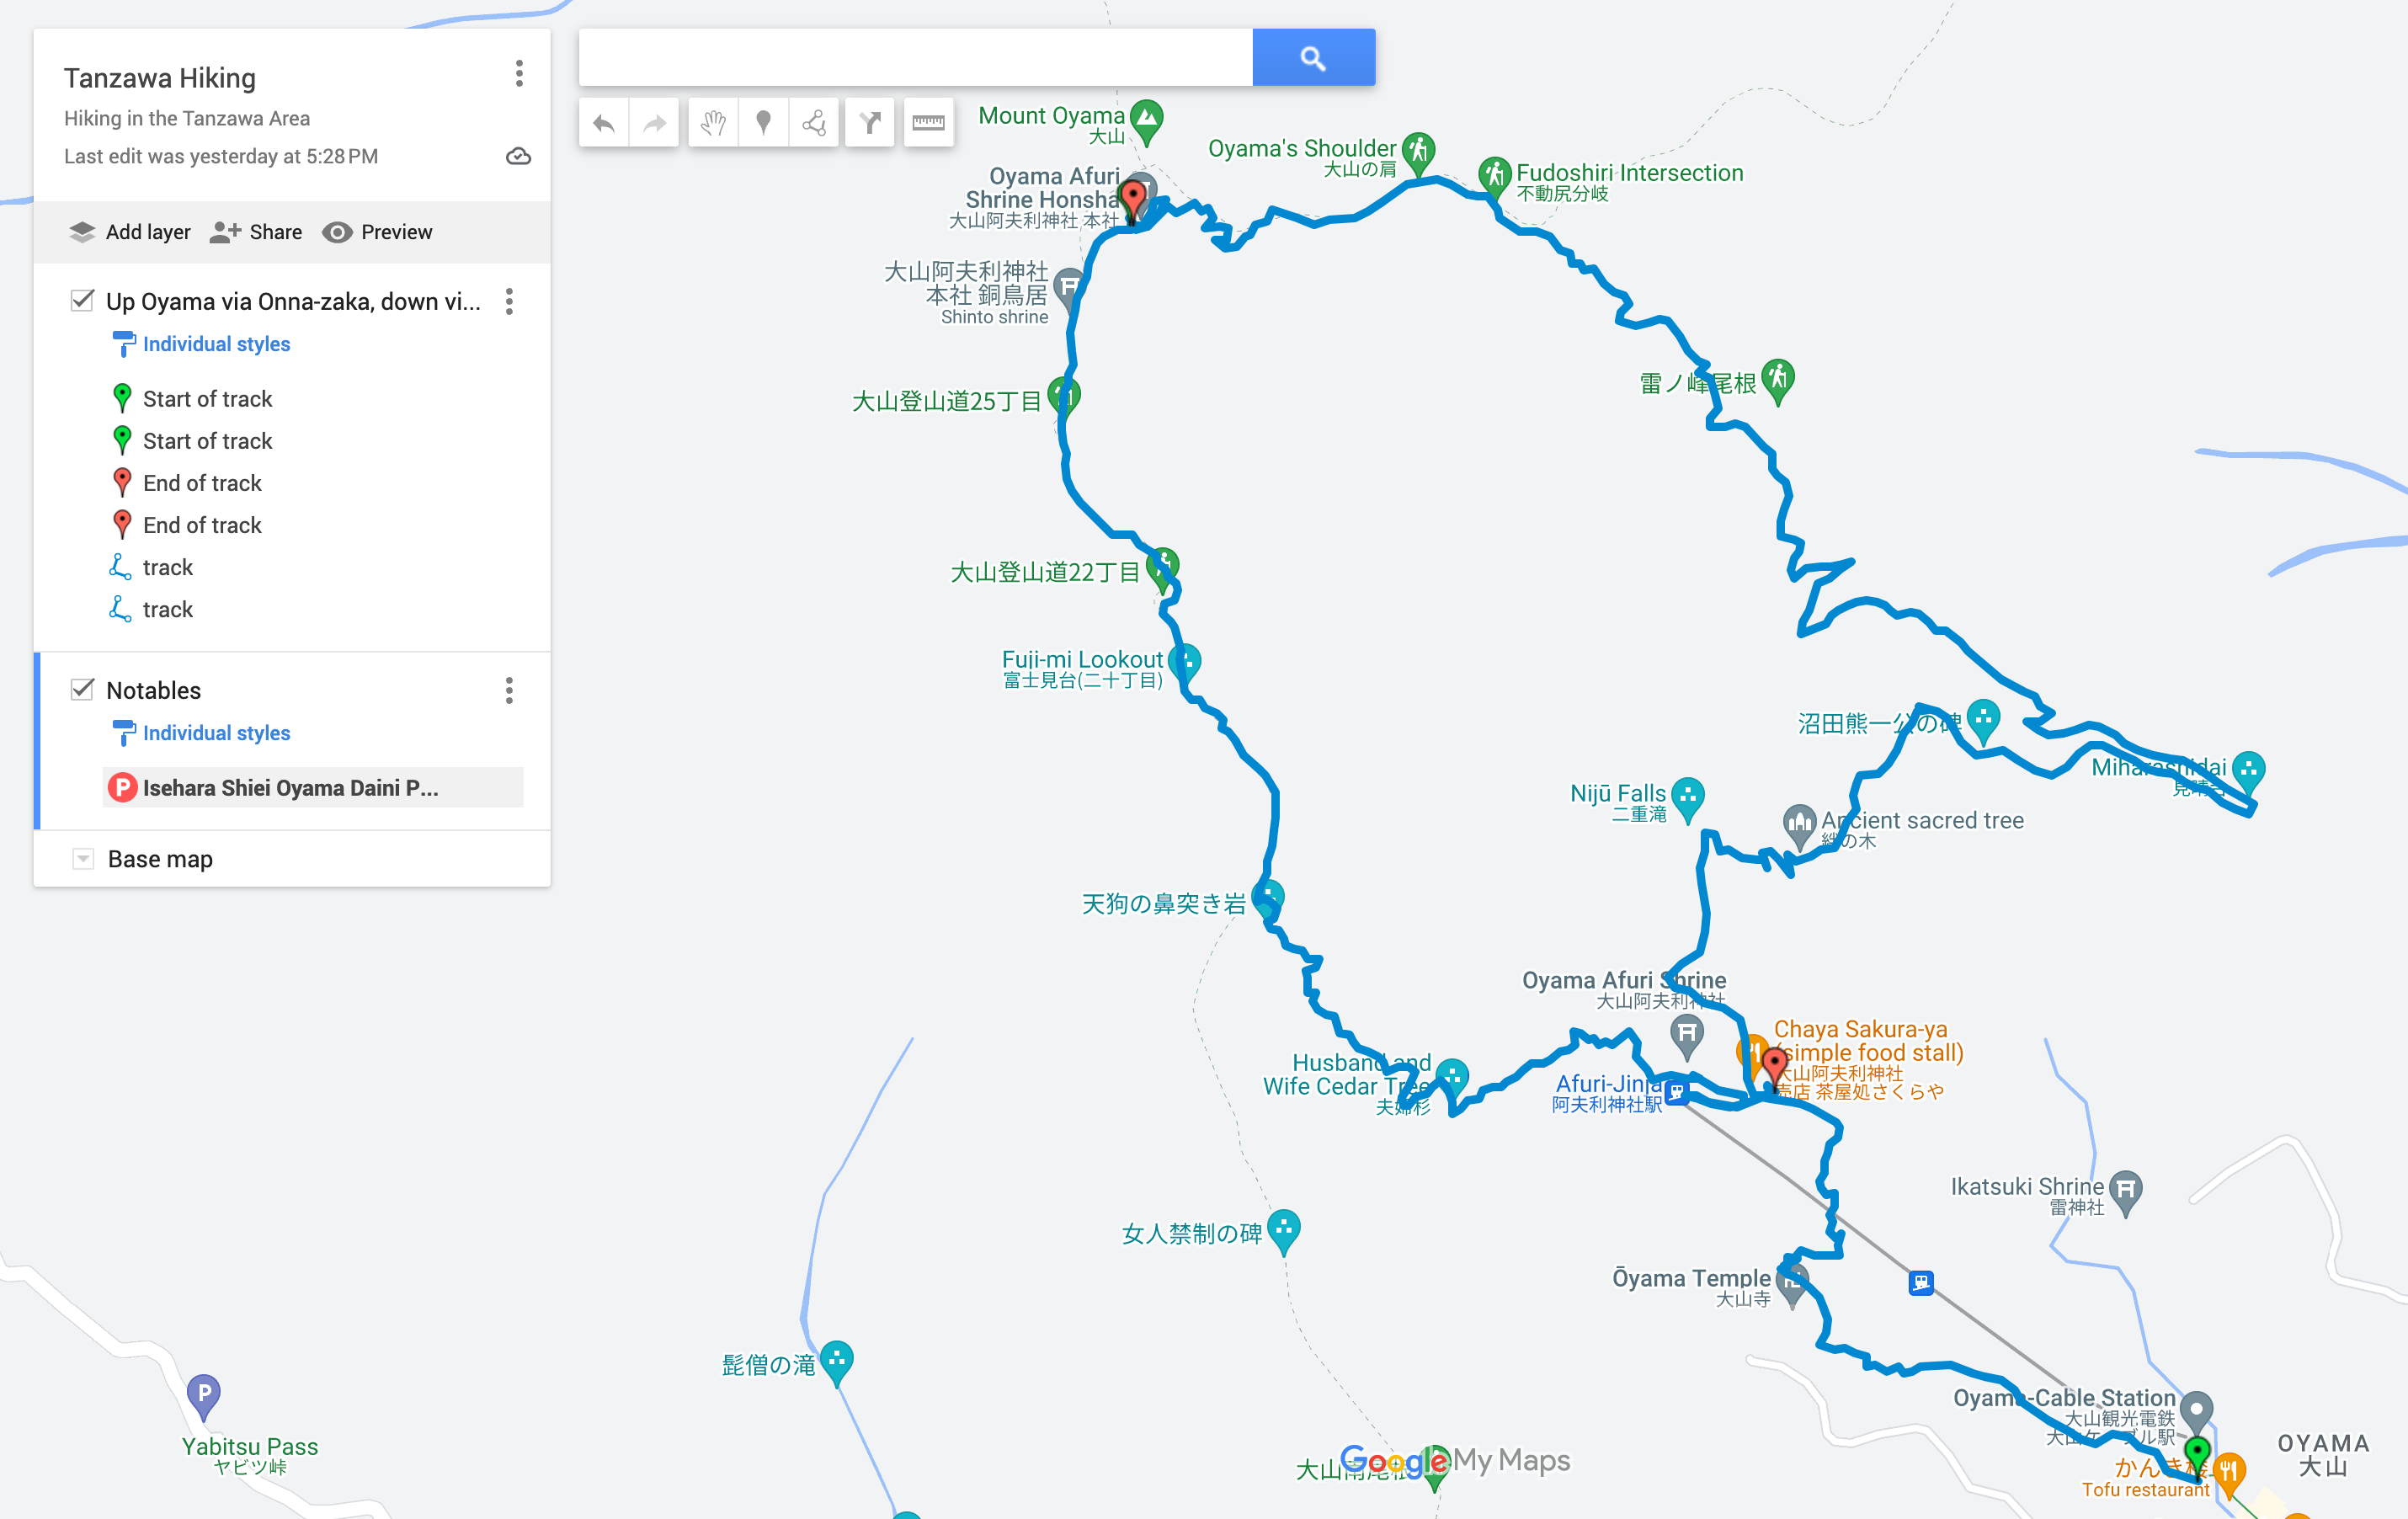 Tanzawa Hiking
Hiking in the Tanzawa Area
Last edit was yesterday at 5:28 PM
Add layer
Share
Preview
Up Oyama via Onna-zaka, down vi...
Individual styles
Start of track
Start of track
End of track
End of track
track
track
Notables
Individual styles
P
Isehara Shiei Oyama Daini P...
Base map
Mount Oyama
大山
Oyama's Shoulder
大山の肩
Fudoshiri Intersection
不動尻分岐
Oyama Afuri
Shrine Honsha
大山阿夫利神社 本社
大山阿夫利神社
本社 銅鳥居
Shinto shrine
大山登山道25丁目
雷ノ峰尾根
大山登山道22丁目
Fuji-mi Lookout
富士見台(二十丁目)
沼田熊一公の碑
Miharashidai
見晴台
Nijū Falls
二重滝
Ancient sacred tree
の木
天狗の鼻突き岩
Oyama Afuri Shrine
大山阿夫利神社
Chaya Sakura-ya
(simple food stall)
大山阿夫利神社
売店 茶屋処さくらや
Husband and
Wife Cedar Tree
夫婦杉
Afuri-Jinja
阿夫利神社駅
Ikatsuki Shrine
雷神社
女人禁制の碑
Ōyama Temple
大山寺
髭僧の滝
P
Yabitsu Pass
ヤビツ峠
Oyama-Cable Station
大山観光電鉄
大山ケーブル駅
OYAMA
大山
かんき楼
Tofu restaurant
大山南尾根
Google My Maps